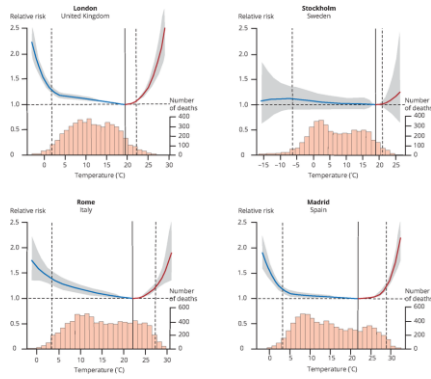 London
United Kingdom
Relative risk
2.5
2.0
1.5
1.0
0.5
0
Number
of deaths
400
300
200
100
0
0 5 10 15 20 25 30
Temperature (°C)
Stockholm
Sweden
Relative risk
2.5
2.0
1.5
1.0
0.5
0
Number
of deaths
400
300
200
100
0
−15 −10 −5 0 5 10 15 20 25
Temperature (°C)
Rome
Italy
Relative risk
2.5
2.0
1.5
1.0
0.5
0
Number
of deaths
600
400
200
0
0 5 10 15 20 25 30
Temperature (°C)
Madrid
Spain
Relative risk
2.5
2.0
1.5
1.0
0.5
0
Number
of deaths
600
400
200
0
0 5 10 15 20 25 30
Temperature (°C)